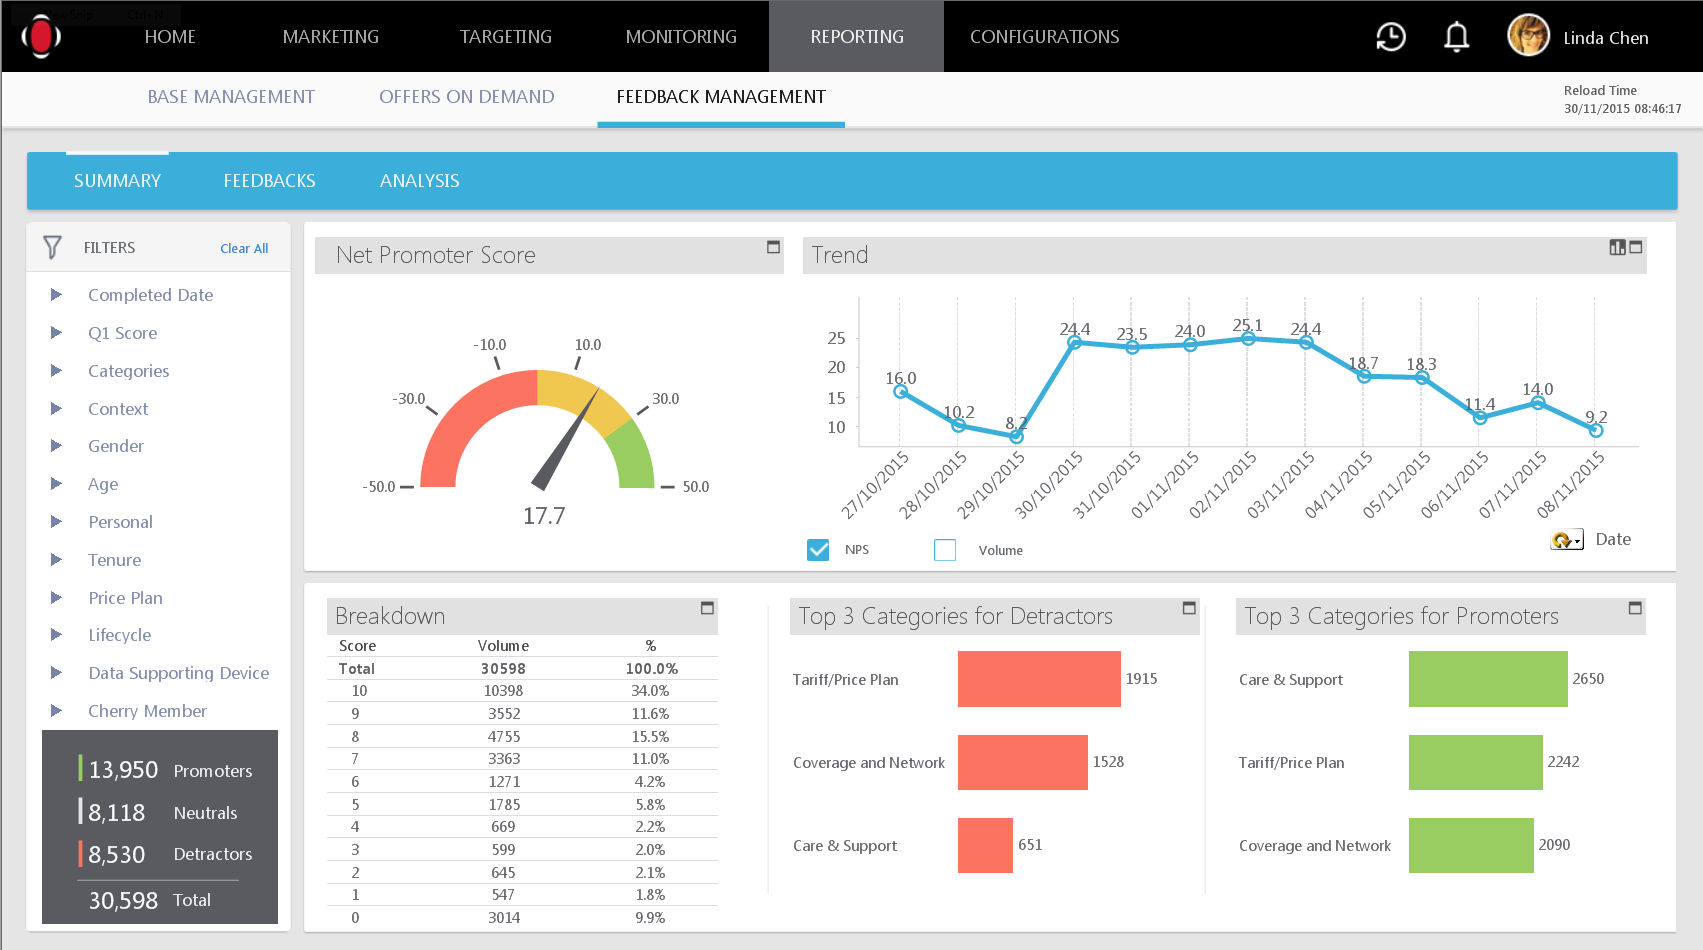 HOME MARKETING TARGETING MONITORING REPORTING CONFIGURATIONS Linda Chen
BASE MANAGEMENT OFFERS ON DEMAND FEEDBACK MANAGEMENT
Reload Time
30/11/2015 08:46:17
SUMMARY FEEDBACKS ANALYSIS
FILTERS Clear All
Completed Date
Q1 Score
Categories
Context
Gender
Age
Personal
Tenure
Price Plan
Lifecycle
Data Supporting Device
Cherry Member
13,950 Promoters
8,118 Neutrals
8,530 Detractors
30,598 Total
Net Promoter Score
-10.0 10.0
-30.0 30.0
-50.0 50.0
17.7
Trend
25
20
15
10
16.0 10.2 8.2 24.4 23.5 24.0 25.1 24.4 18.7 18.3 11.4 14.0 9.2
27/10/2015 28/10/2015 29/10/2015 30/10/2015 31/10/2015 01/11/2015 02/11/2015 03/11/2015 04/11/2015 05/11/2015 06/11/2015 07/11/2015 08/11/2015
Date
NPS Volume
Breakdown
Score Volume %
Total 30598 100.0%
10 10398 34.0%
9 3552 11.6%
8 4755 15.5%
7 3363 11.0%
6 1271 4.2%
5 1785 5.8%
4 669 2.2%
3 599 2.0%
2 645 2.1%
1 547 1.8%
0 3014 9.9%
Top 3 Categories for Detractors
Tariff/Price Plan 1915
Coverage and Network 1528
Care & Support 651
Top 3 Categories for Promoters
Care & Support 2650
Tariff/Price Plan 2242
Coverage and Network 2090